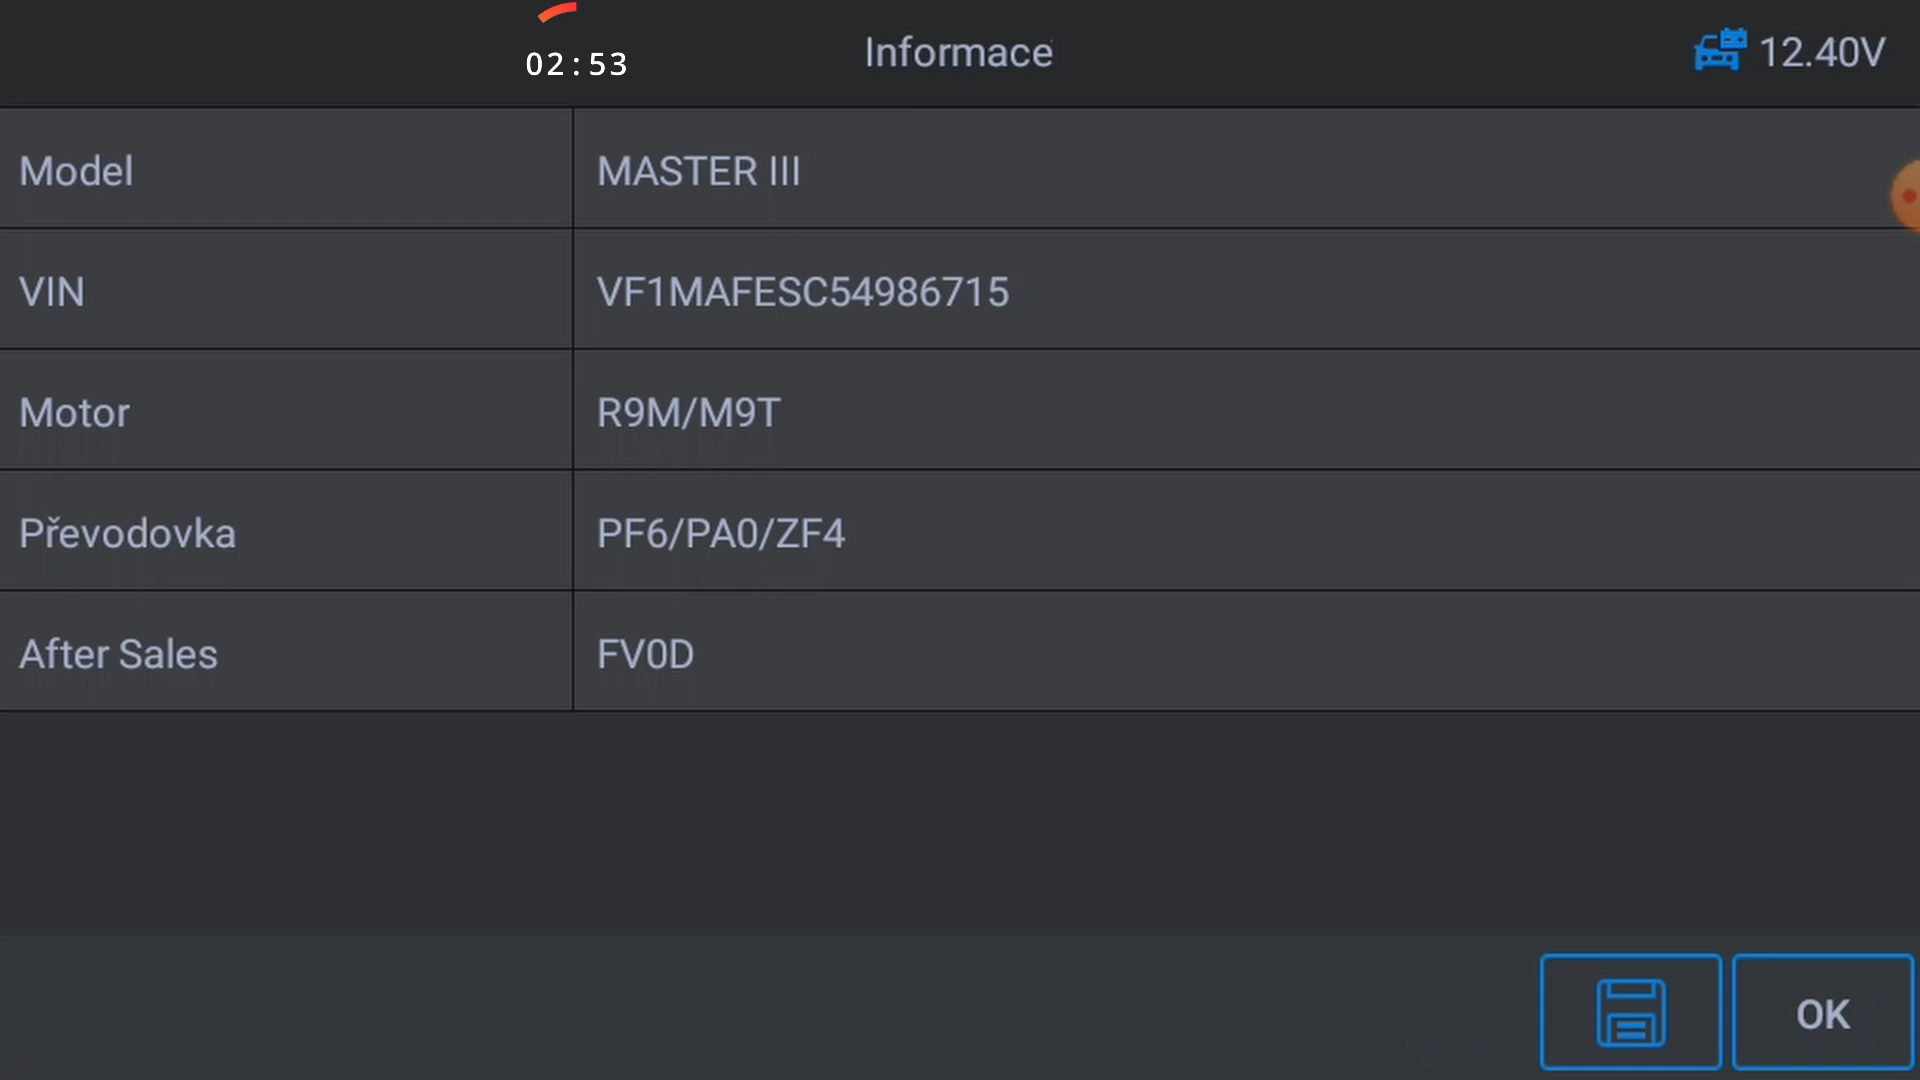 02:53
Informace
12.40V
Model
MASTER III
VIN
VF1MAFESC54986715
Motor
R9M/M9T
Převodovka
PF6/PA0/ZF4
After Sales
FV0D
OK